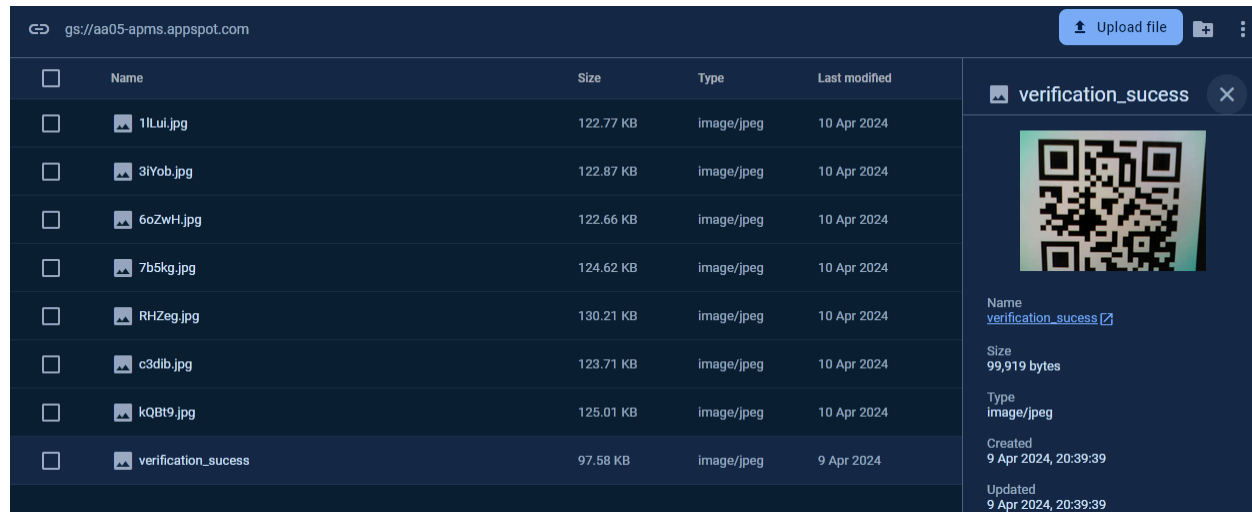 gs://aa05-apms.appspot.com
Upload file
Name Size Type Last modified
1lLui.jpg 122.77 KB image/jpeg 10 Apr 2024
3iYob.jpg 122.87 KB image/jpeg 10 Apr 2024
6oZwH.jpg 122.66 KB image/jpeg 10 Apr 2024
7b5kg.jpg 124.62 KB image/jpeg 10 Apr 2024
RHZeg.jpg 130.21 KB image/jpeg 10 Apr 2024
c3dib.jpg 123.71 KB image/jpeg 10 Apr 2024
kQBt9.jpg 125.01 KB image/jpeg 10 Apr 2024
verification_sucess 97.58 KB image/jpeg 9 Apr 2024
verification_sucess
Name
verification_sucess
Size
99,919 bytes
Type
image/jpeg
Created
9 Apr 2024, 20:39:39
Updated
9 Apr 2024, 20:39:39